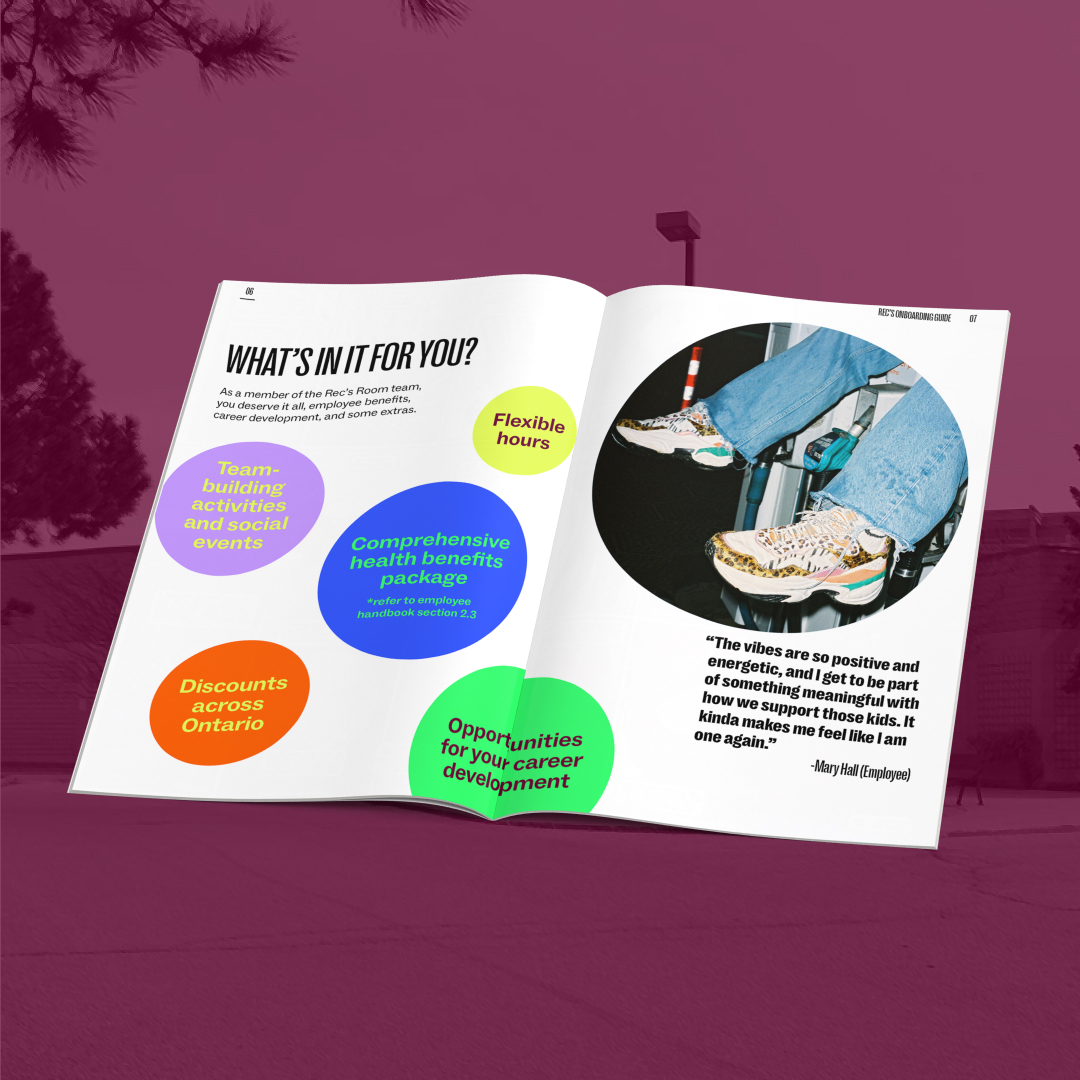 06
WHAT'S IN IT FOR YOU?
As a member of the Rec's Room team,
you deserve it all, employee benefits,
career development, and some extras.
Flexible
hours
Team-
building
activities
and social
events
Comprehensive
health benefits
package
*refer to employee
handbook section 2.3
Discounts
across
Ontario
Opportunities
for your career
development
REC'S ONBOARDING GUIDE
07
“The vibes are so positive and
energetic, and I get to be part
of something meaningful with
how we support those kids. It
kinda makes me feel like I am
one again.”
-Mary Hall (Employee)